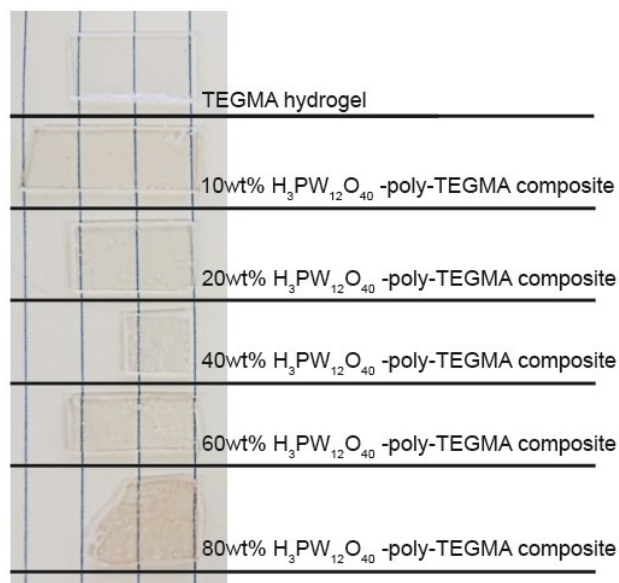 TEGMA hydrogel
10wt% H₃PW₁₂O₄₀ -poly-TEGMA composite
20wt% H₃PW₁₂O₄₀ -poly-TEGMA composite
40wt% H₃PW₁₂O₄₀ -poly-TEGMA composite
60wt% H₃PW₁₂O₄₀ -poly-TEGMA composite
80wt% H₃PW₁₂O₄₀ -poly-TEGMA composite